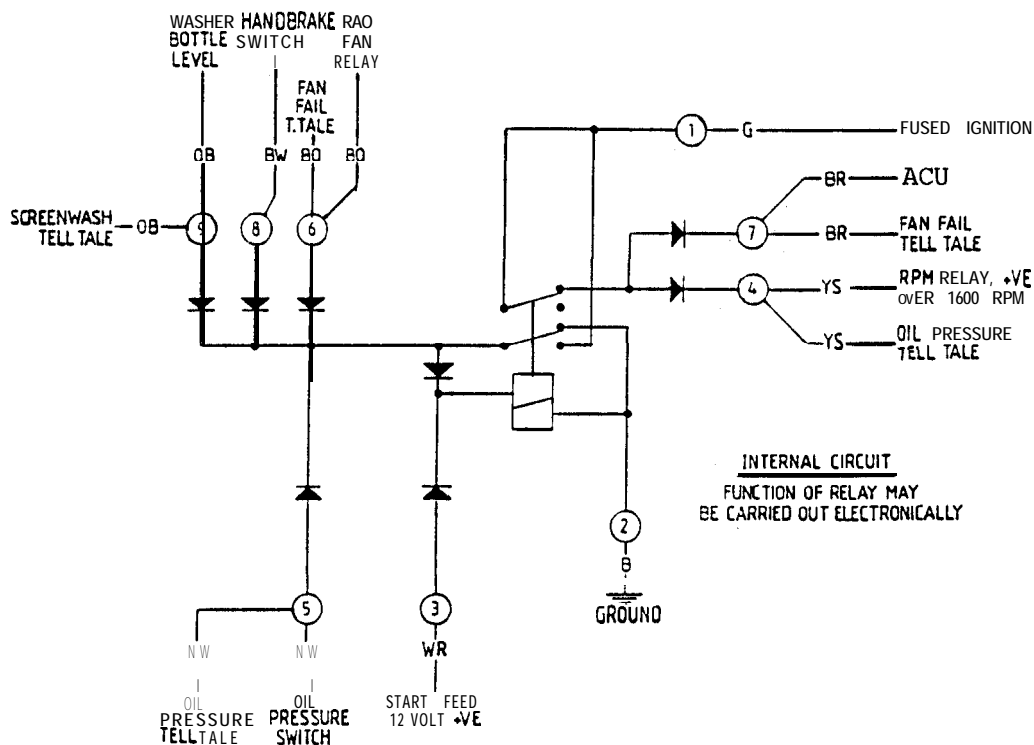 WASHER BOTTLE LEVEL
HANDBRAKE SWITCH
RAO FAN RELAY
FAN FAIL T.TALE
OB
BW
BO
BO
SCREENWASH TELL TALE
OB
9
8
6
1
G
FUSED IGNITION
BR
ACU
7
BR
FAN FAIL TELL TALE
4
YS
RPM RELAY, +VE
OVER 1600 RPM
YS
OIL PRESSURE
TELL TALE
INTERNAL CIRCUIT
FUNCTION OF RELAY MAY
BE CARRIED OUT ELECTRONICALLY
2
B
GROUND
5
3
NW
NW
WR
OIL PRESSURE TELL TALE
OIL PRESSURE SWITCH
START FEED
12 VOLT +VE